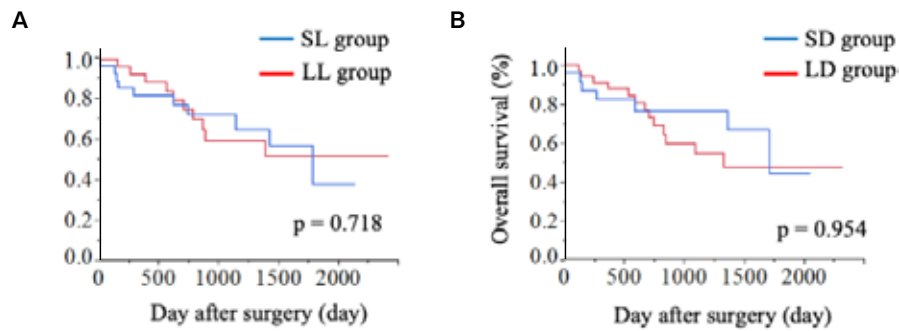 A
SL group
LL group
1.0
0.8
0.6
0.4
0.2
0.0
p = 0.718
0 500 1000 1500 2000
Day after surgery (day)
B
SD group
LD group
Overall survival (%)
1.0
0.8
0.6
0.4
0.2
0.0
p = 0.954
0 500 1000 1500 2000
Day after surgery (day)